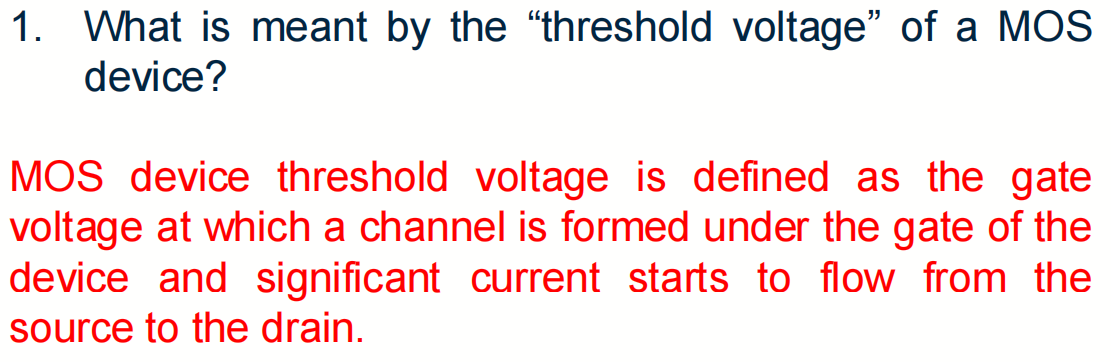 1. What is meant by the “threshold voltage” of a MOS
device?
MOS device threshold voltage is defined as the gate
voltage at which a channel is formed under the gate of the
device and significant current starts to flow from the
source to the drain.